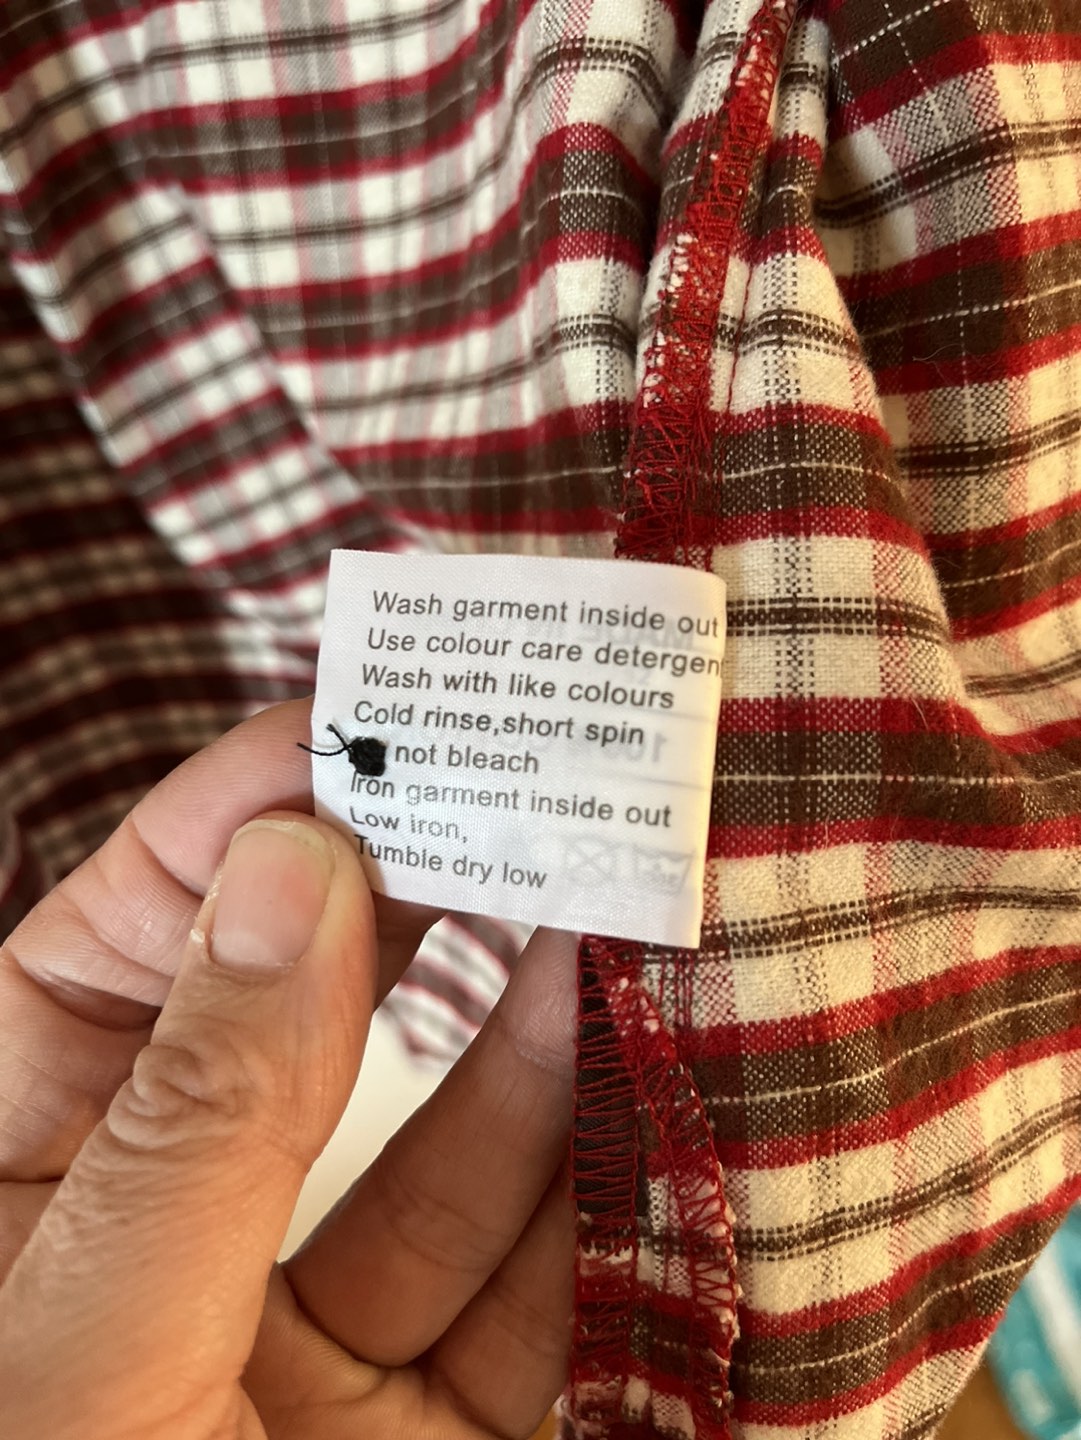 Wash garment inside out
Use colour care detergen
Wash with like colours
Cold rinse,short spin
not bleach
Iron garment inside out
Low iron,
Tumble dry low